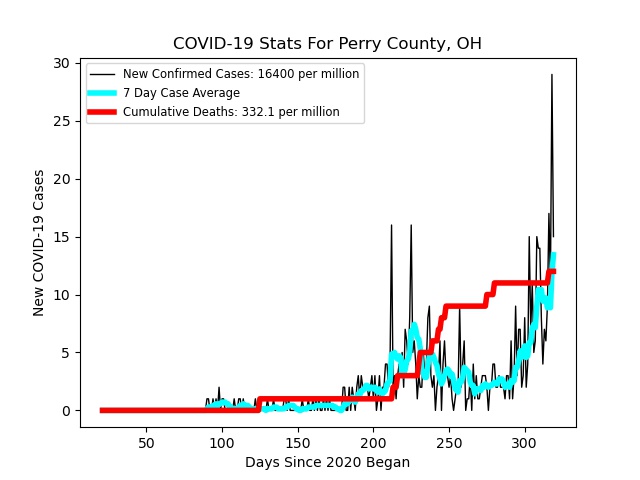 COVID-19 Stats For Perry County, OH
New Confirmed Cases: 16400 per million
7 Day Case Average
Cumulative Deaths: 332.1 per million
New COVID-19 Cases
30
25
20
15
10
5
0
50 100 150 200 250 300
Days Since 2020 Began